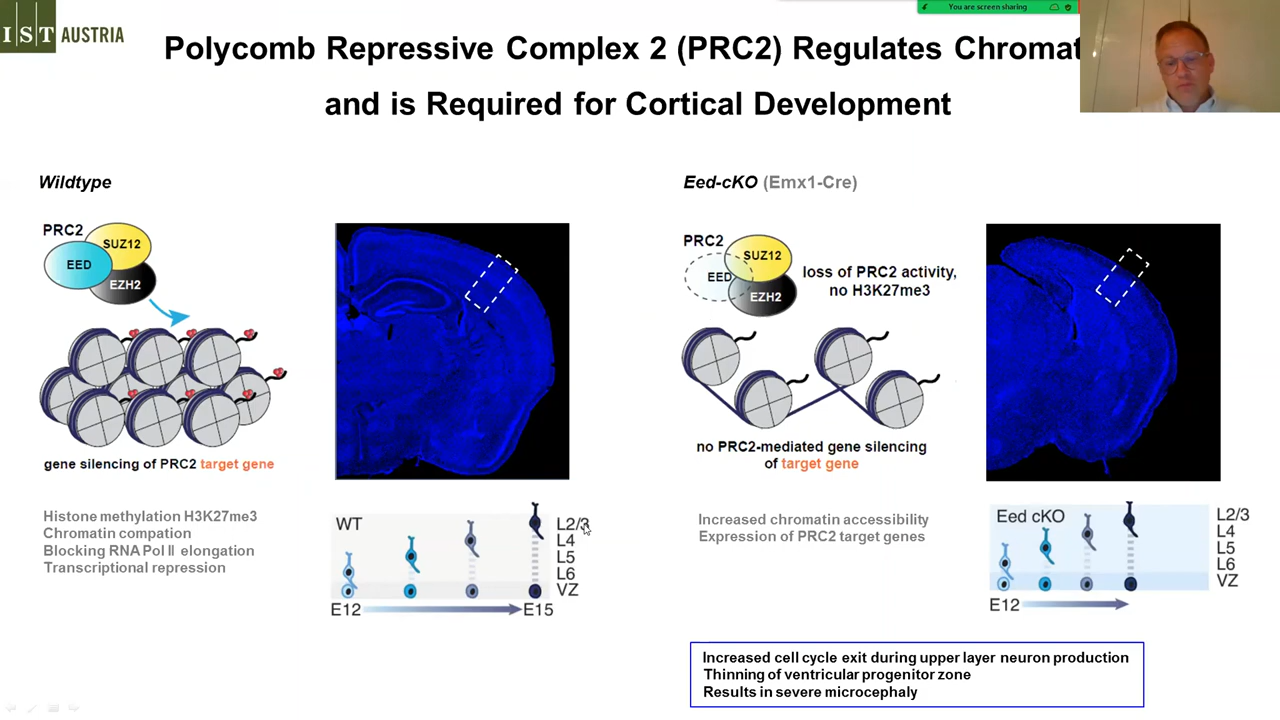 IST AUSTRIA
You are screen sharing
Polycomb Repressive Complex 2 (PRC2) Regulates Chromat
and is Required for Cortical Development
Wildtype
PRC2
SUZ12
EED
EZH2
gene silencing of PRC2 target gene
Histone methylation H3K27me3
Chromatin compation
Blocking RNA Pol II elongation
Transcriptional repression
WT
L2/3
L4
L5
L6
VZ
E12
E15
Eed-cKO (Emx1-Cre)
PRC2
SUZ12
EED
EZH2
loss of PRC2 activity,
no H3K27me3
no PRC2-mediated gene silencing
of target gene
Increased chromatin accessibility
Expression of PRC2 target genes
Eed cKO
L2/3
L4
L5
L6
VZ
E12
Increased cell cycle exit during upper layer neuron production
Thinning of ventricular progenitor zone
Results in severe microcephaly